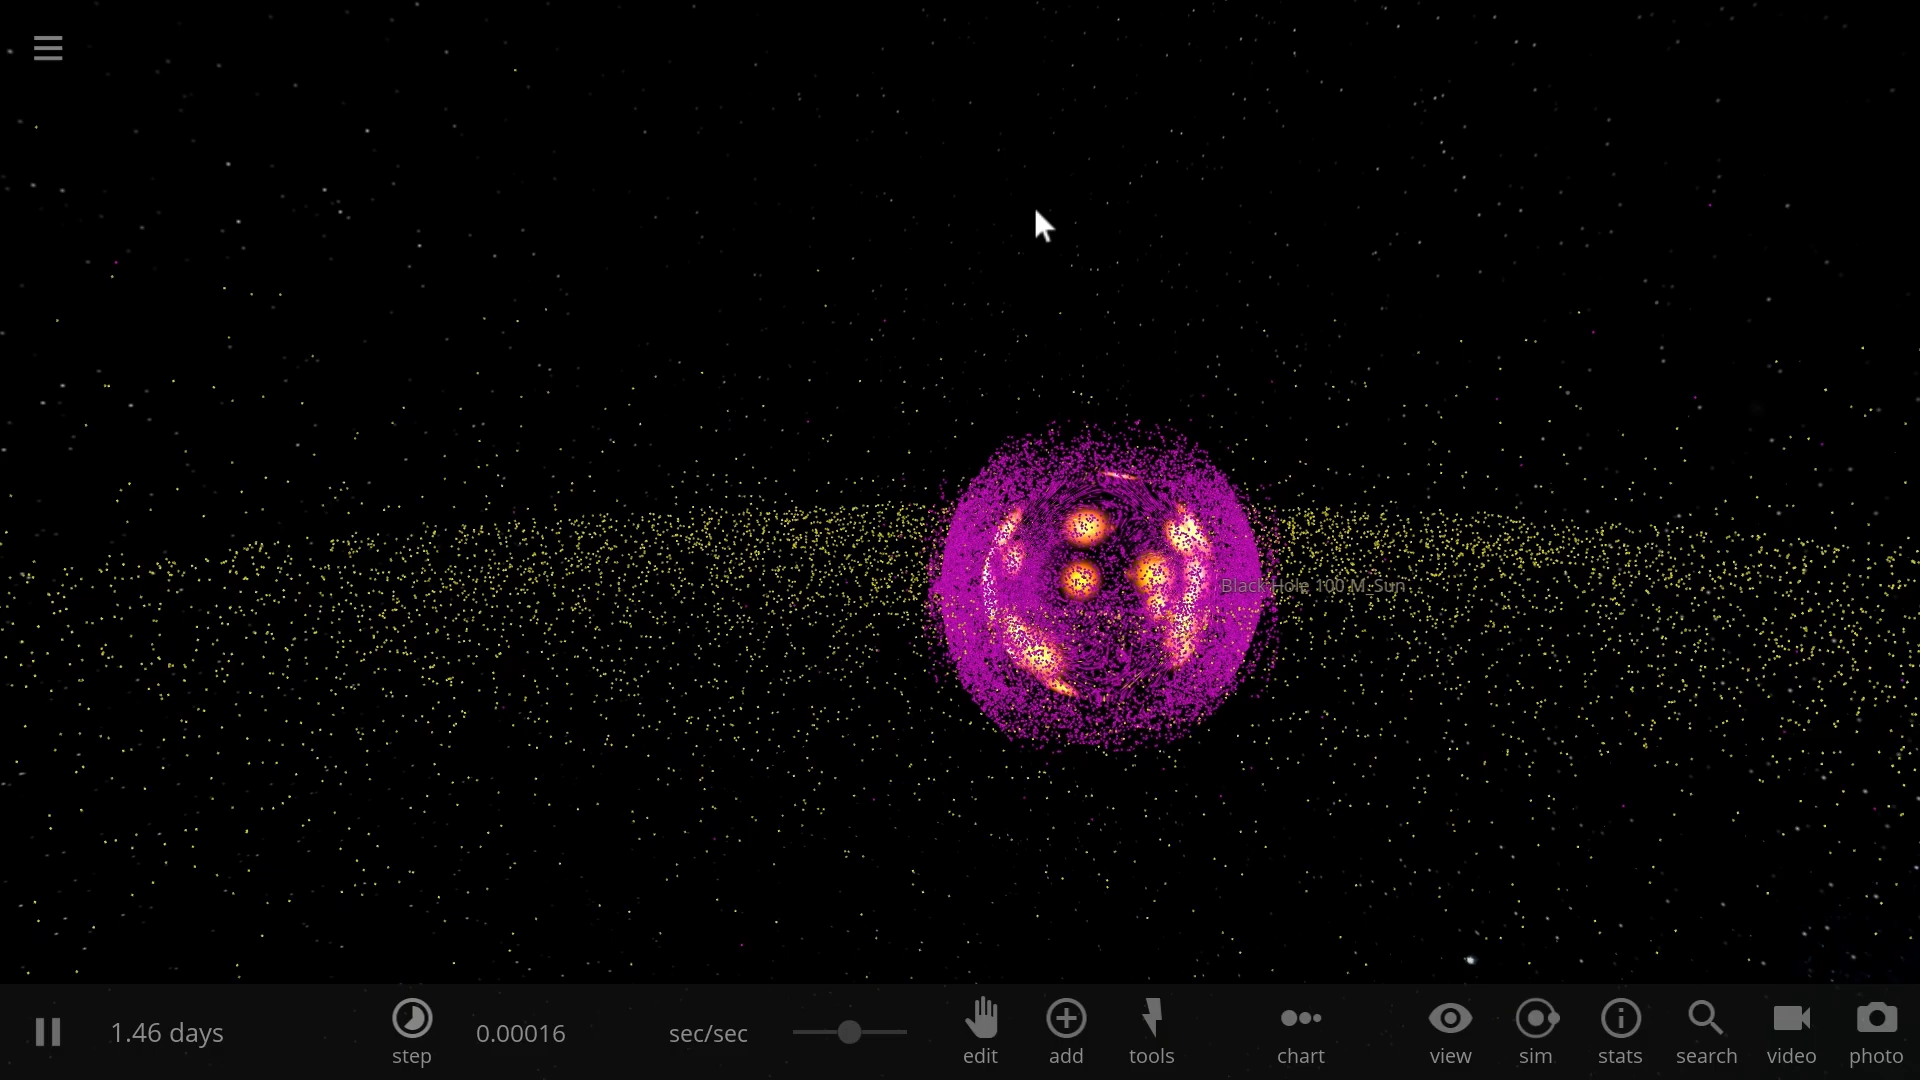 Black Hole 100 M Sun
1.46 days
step
0.00016
sec/sec
edit
add
tools
chart
view
sim
stats
search
video
photo